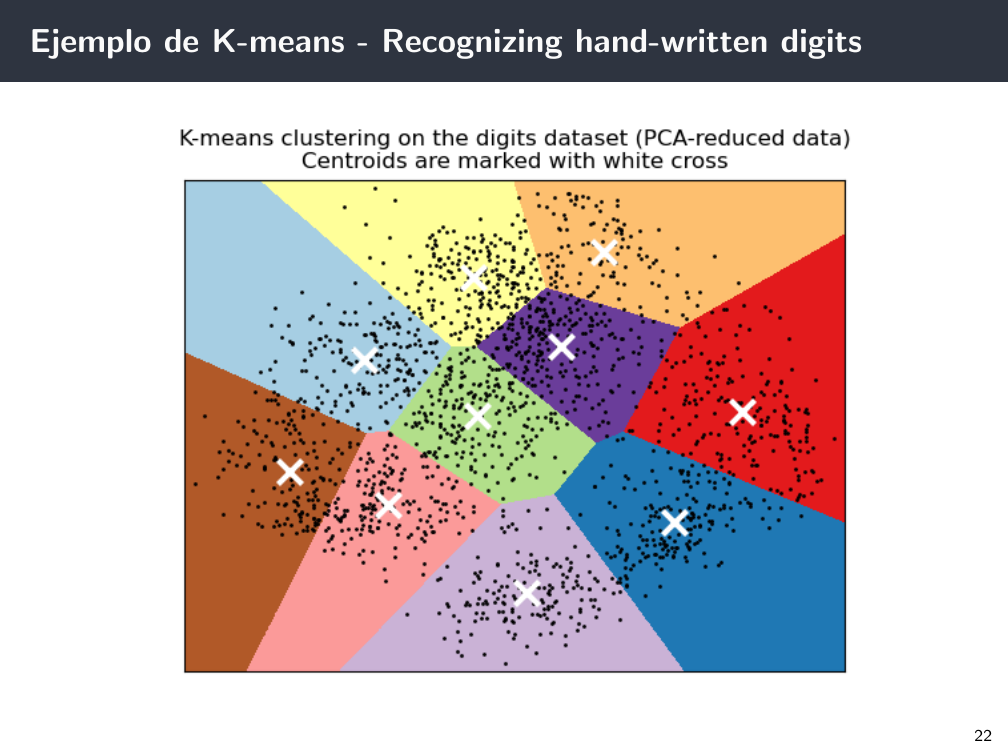 Ejemplo de K-means - Recognizing hand-written digits
K-means clustering on the digits dataset (PCA-reduced data)
Centroids are marked with white cross
22